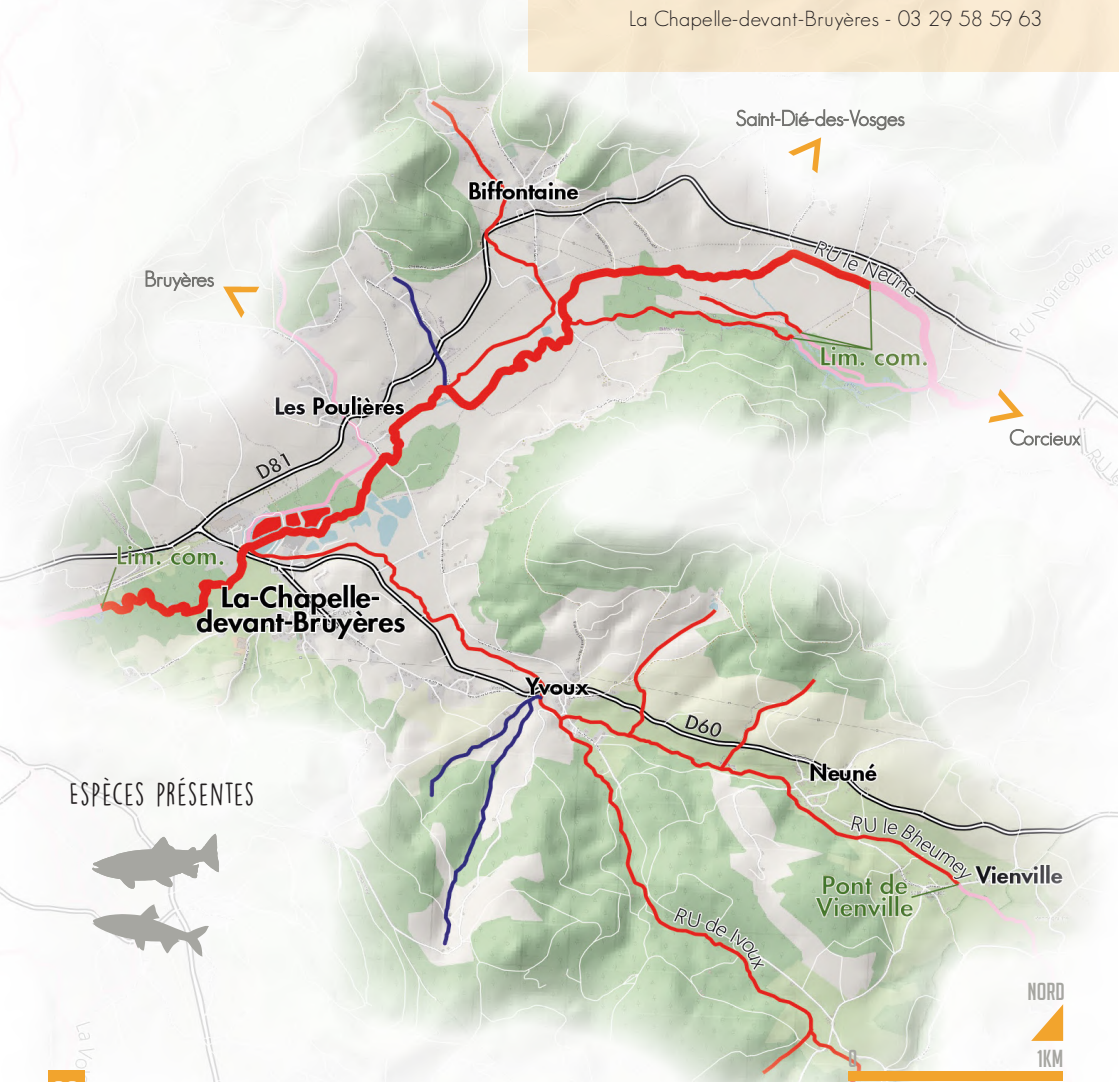 La Chapelle-devant-Bruyères - 03 29 58 59 63
Saint-Dié-des-Vosges
Biffontaine
RU le Neune
RU Noiregoutte
Bruyères
Lim. com.
Les Poulières
Corcieux
D81
Lim. com.
La-Chapelle-
devant-Bruyères
Yvoux
D60
Neuné
ESPÈCES PRÉSENTES
RU le Bheumey
Vienville
Pont de
Vienville
RU de Ivoux
NORD
0
1KM